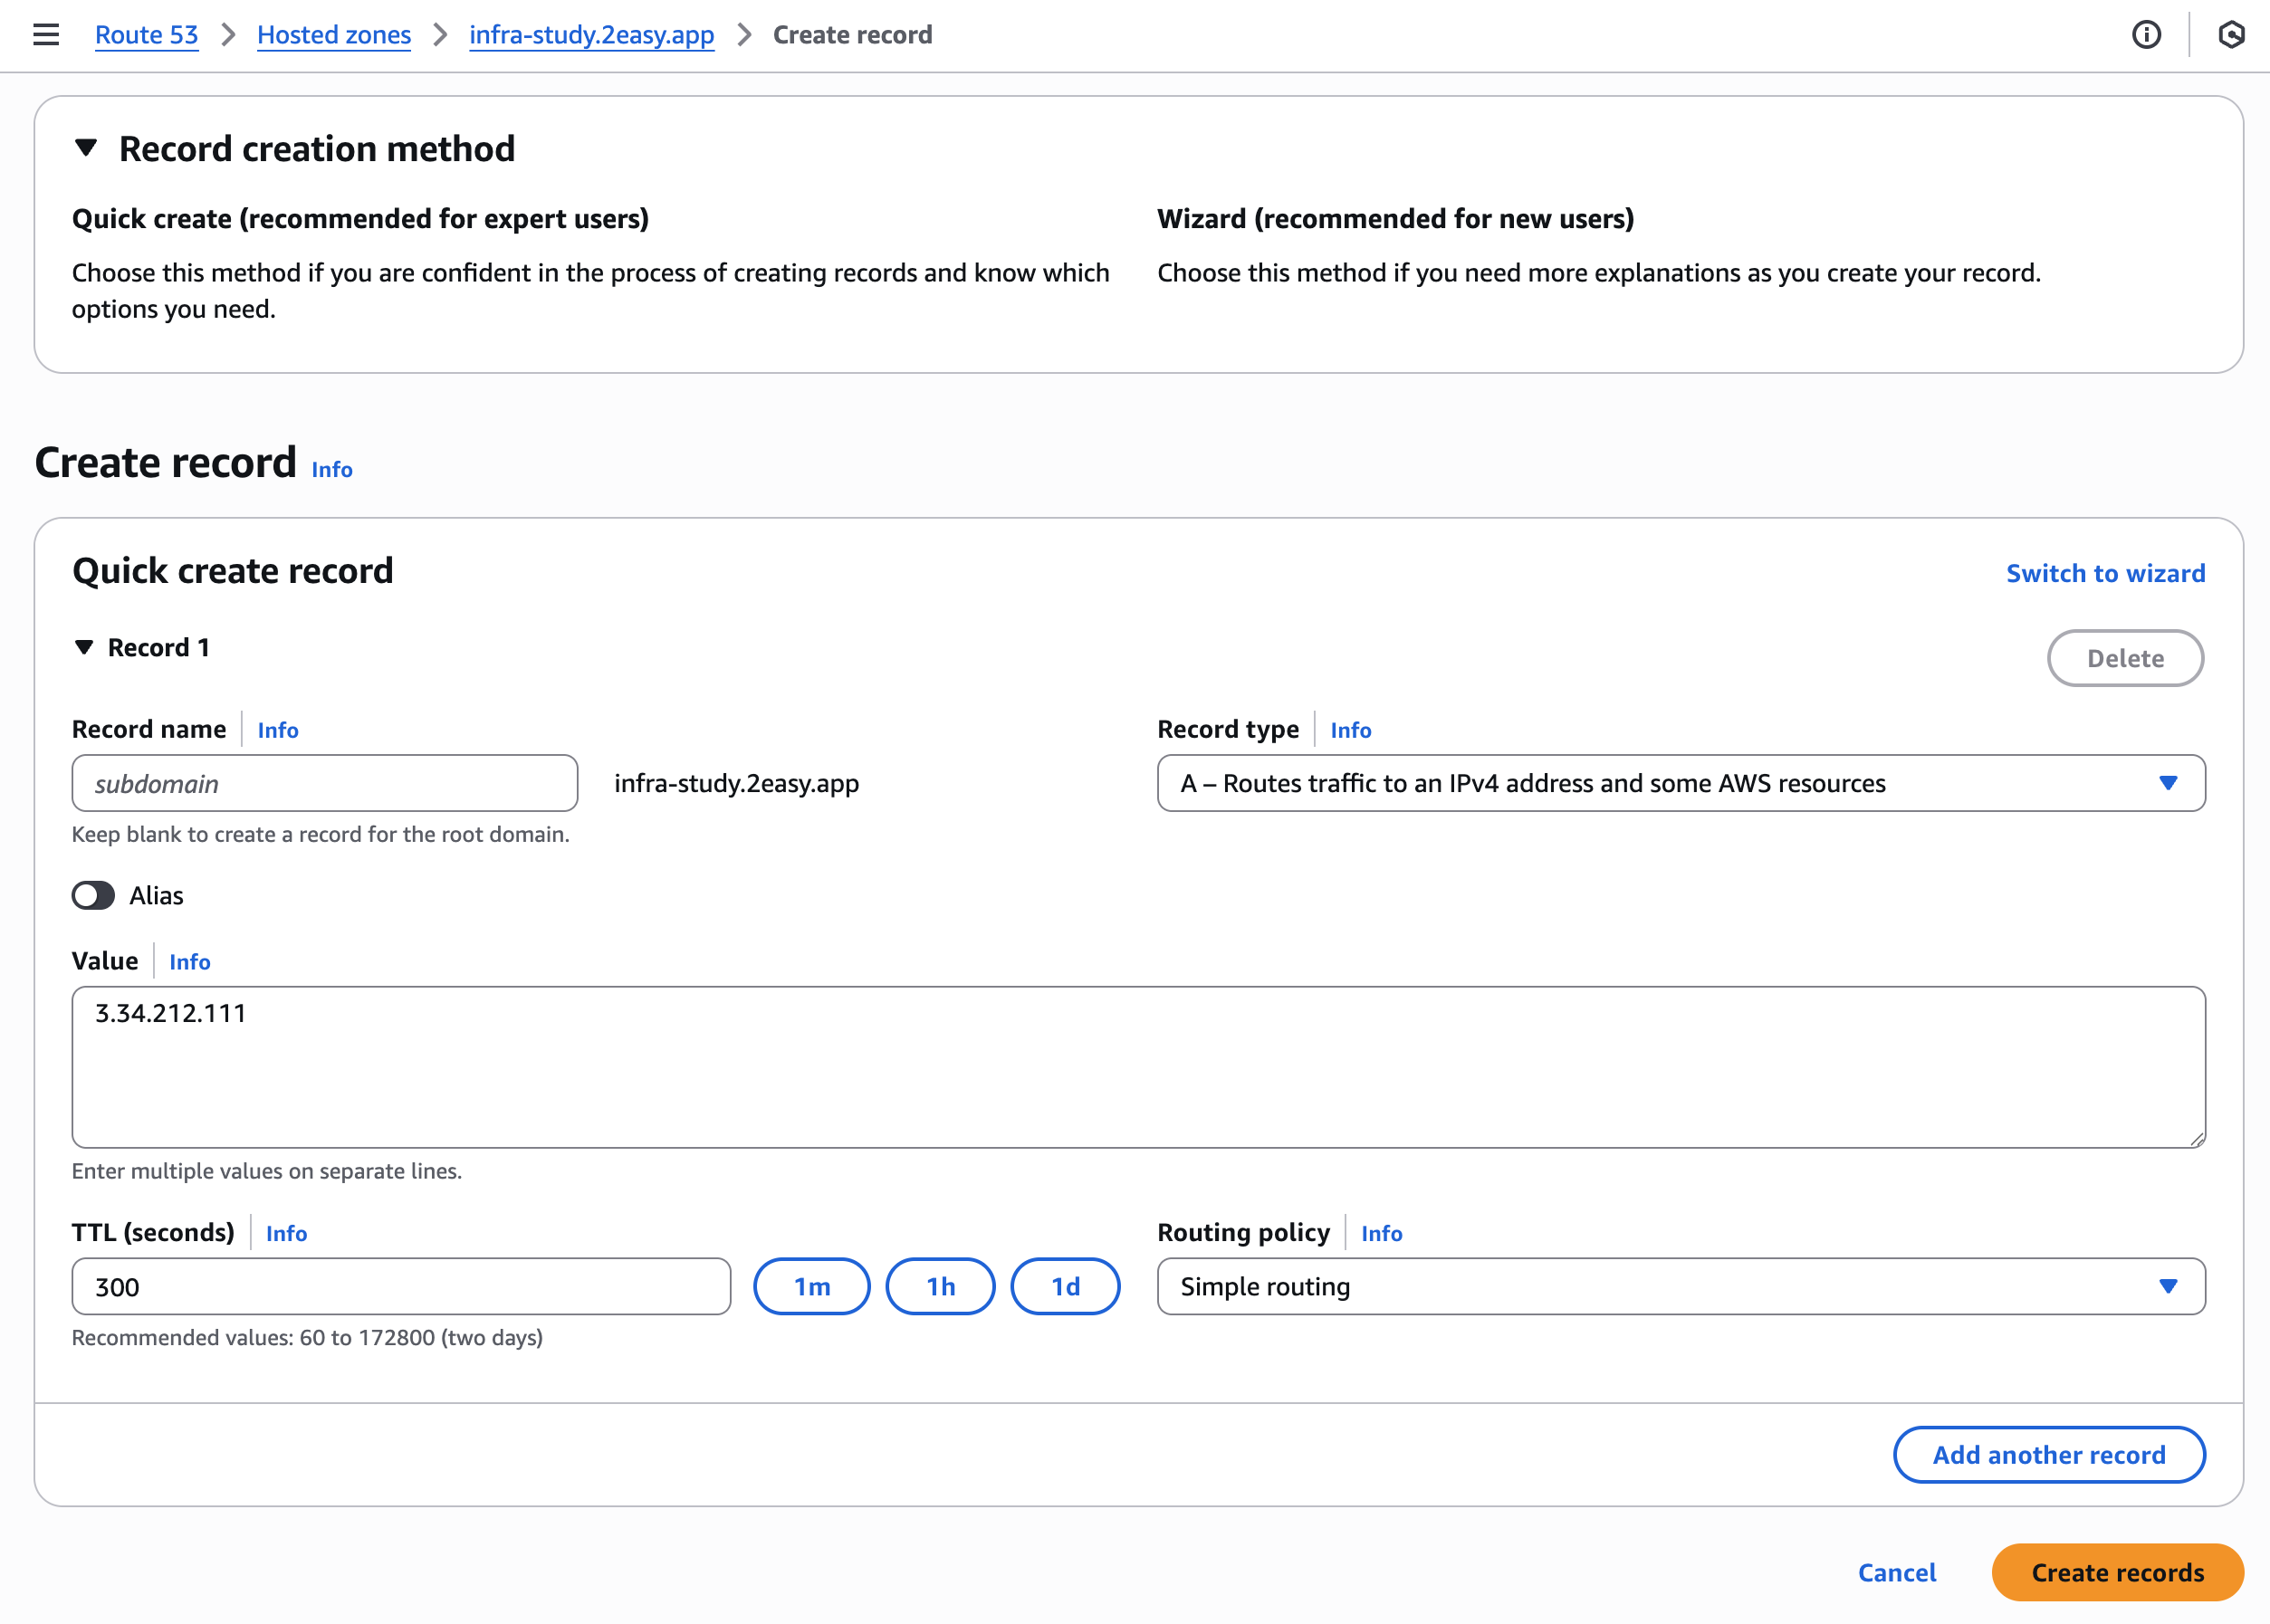 Route 53 > Hosted zones > infra-study.2easy.app > Create record
Record creation method
Quick create (recommended for expert users)
Choose this method if you are confident in the process of creating records and know which
options you need.
Wizard (recommended for new users)
Choose this method if you need more explanations as you create your record.
Create record Info
Quick create record
Switch to wizard
Record 1
Delete
Record name Info
subdomain infra-study.2easy.app
Keep blank to create a record for the root domain.
Record type Info
A – Routes traffic to an IPv4 address and some AWS resources
Alias
Value Info
3.34.212.111
Enter multiple values on separate lines.
TTL (seconds) Info
300 1m 1h 1d
Recommended values: 60 to 172800 (two days)
Routing policy Info
Simple routing
Add another record
Cancel Create records